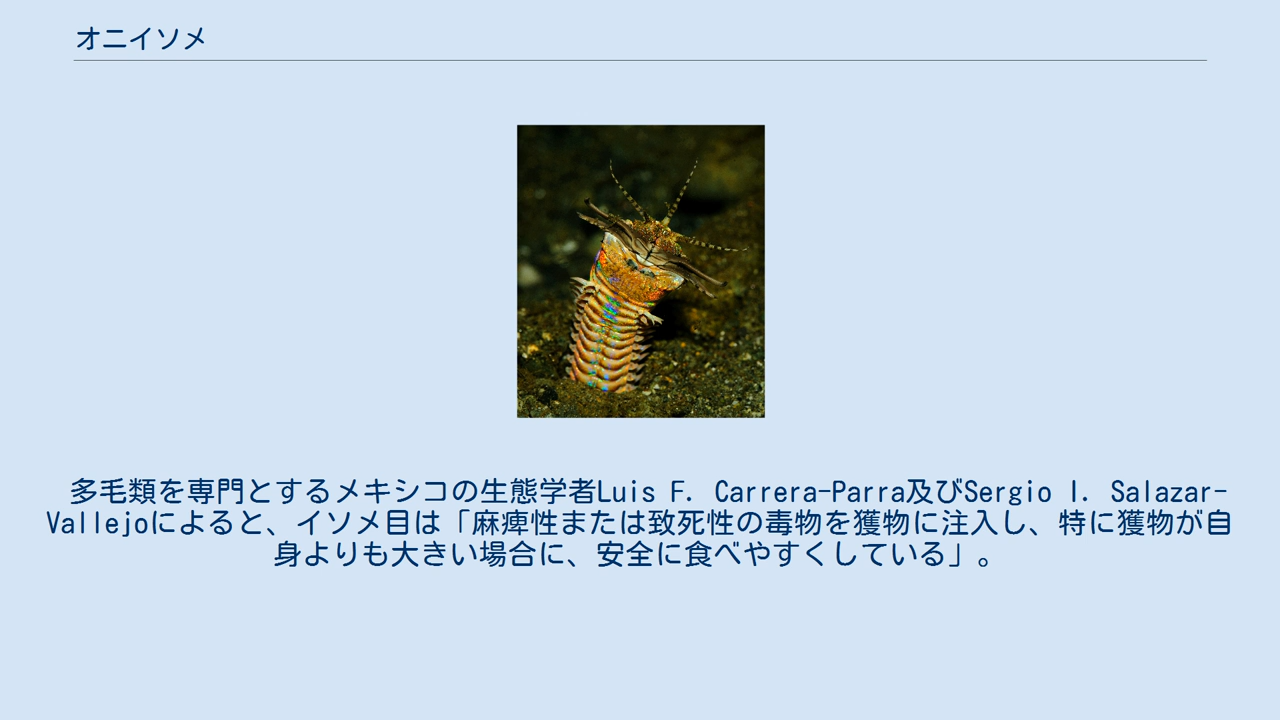 オニイソメ
多毛類を専門とするメキシコの生態学者Luis F. Carrera-Parra及びSergio I. Salazar-
Vallejoによると、イソメ目は「麻痺性または致死性の毒物を獲物に注入し、特に獲物が自
身よりも大きい場合に、安全に食べやすくしている」。